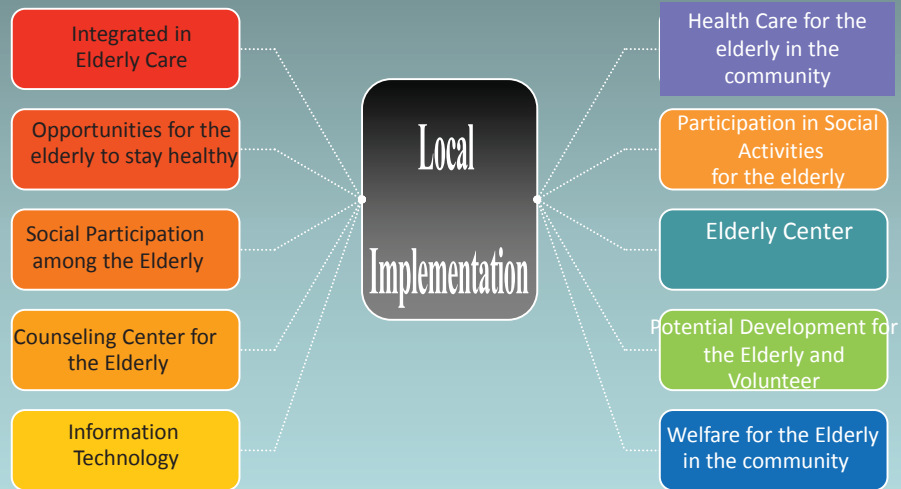 Integrated in
Elderly Care
Opportunities for the
elderly to stay healthy
Social Participation
among the Elderly
Counseling Center for
the Elderly
Information
Technology
Local
Implementation
Health Care for the
elderly in the
community
Participation in Social
Activities
for the elderly
Elderly Center
Potential Development for
the Elderly and
Volunteer
Welfare for the Elderly
in the community